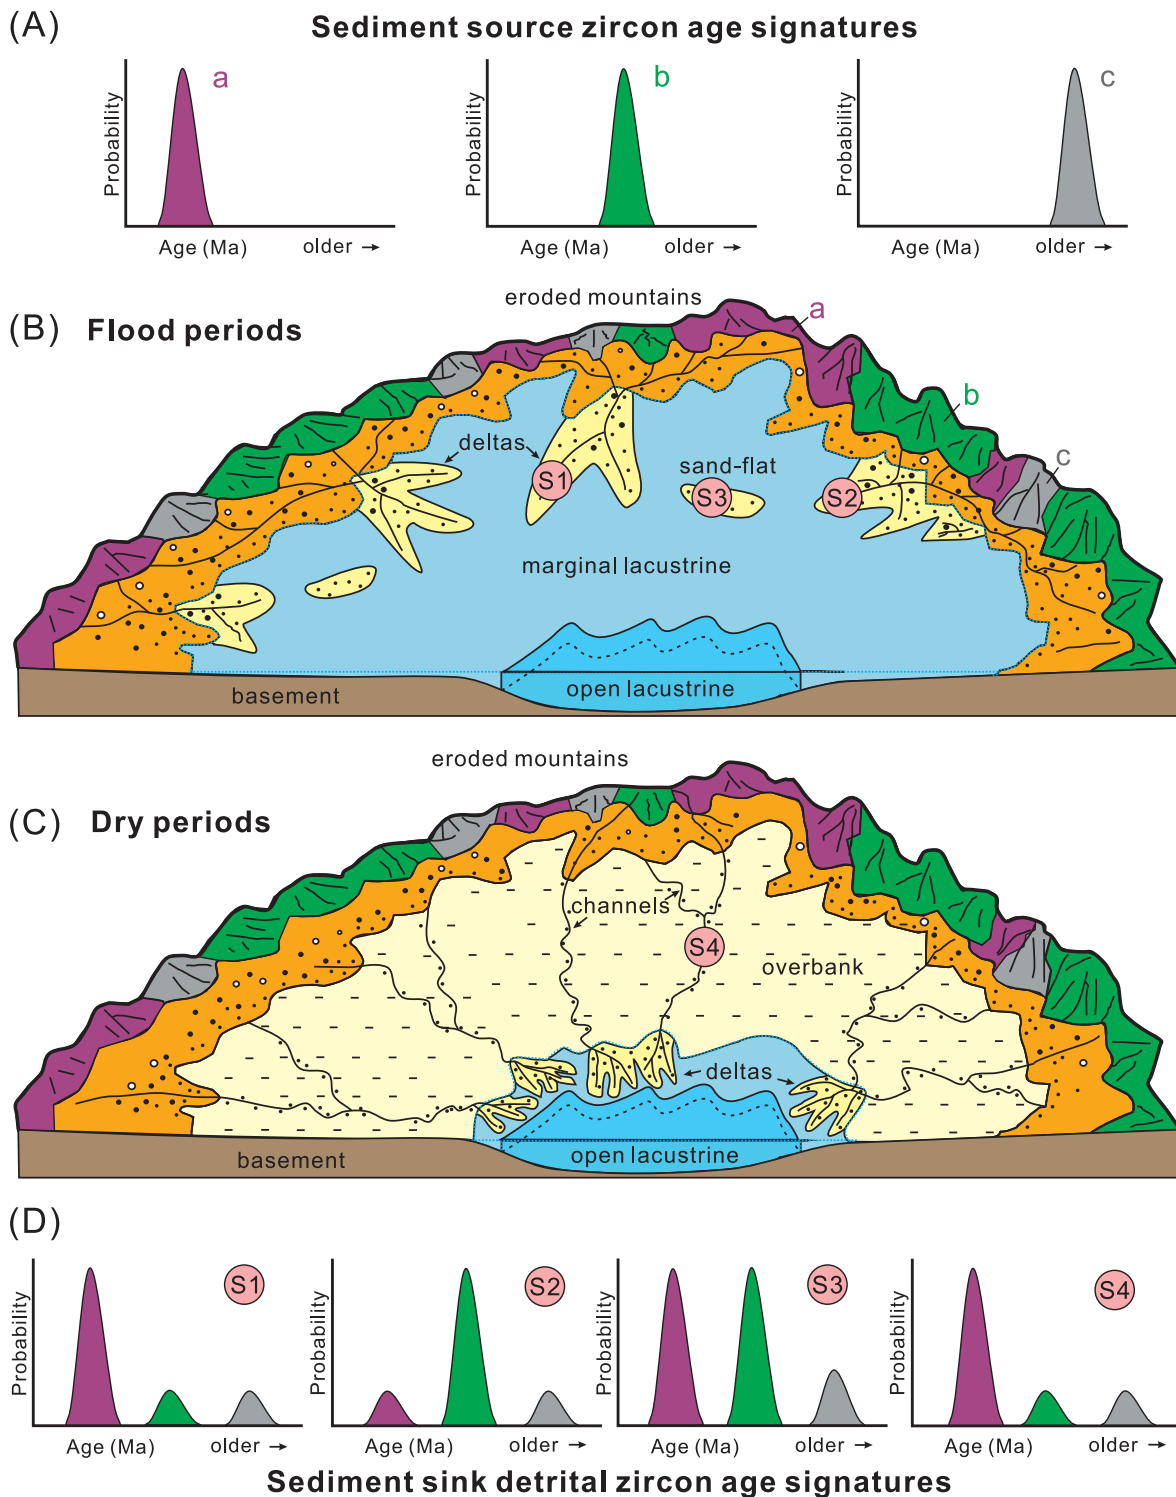 (A) Sediment source zircon age signatures
a b c
Probability Probability Probability
Age (Ma) older → Age (Ma) older → Age (Ma) older →
eroded mountains
(B) Flood periods
a
b
c
deltas
S1 sand-flat S3 S2
marginal lacustrine
basement open lacustrine
eroded mountains
(C) Dry periods
channels
S4
overbank
deltas
basement open lacustrine
(D)
S1 S2 S3 S4
Probability Probability Probability Probability
Age (Ma) older → Age (Ma) older → Age (Ma) older → Age (Ma) older →
Sediment sink detrital zircon age signatures